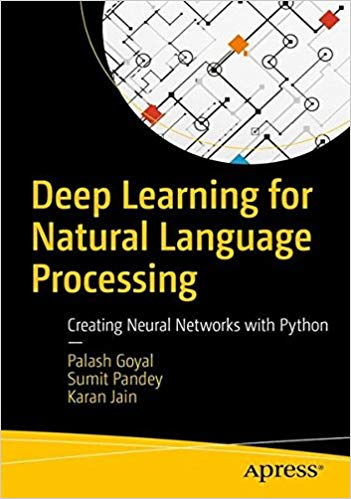 Deep Learning for
Natural Language
Processing
Creating Neural Networks with Python
—
Palash Goyal
Sumit Pandey
Karan Jain
Apress®